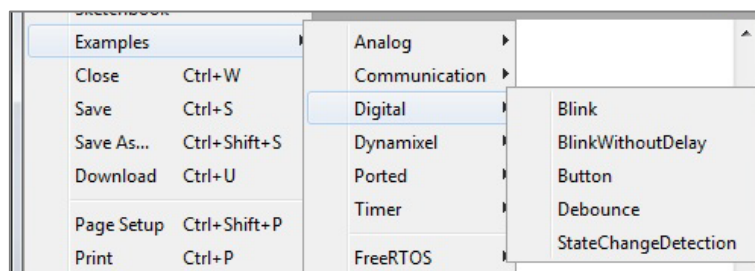 Sketchbook
Examples
Close Ctrl+W
Save Ctrl+S
Save As... Ctrl+Shift+S
Download Ctrl+U
Page Setup Ctrl+Shift+P
Print Ctrl+P
Analog
Communication
Digital
Dynamixel
Ported
Timer
FreeRTOS
Blink
BlinkWithoutDelay
Button
Debounce
StateChangeDetection